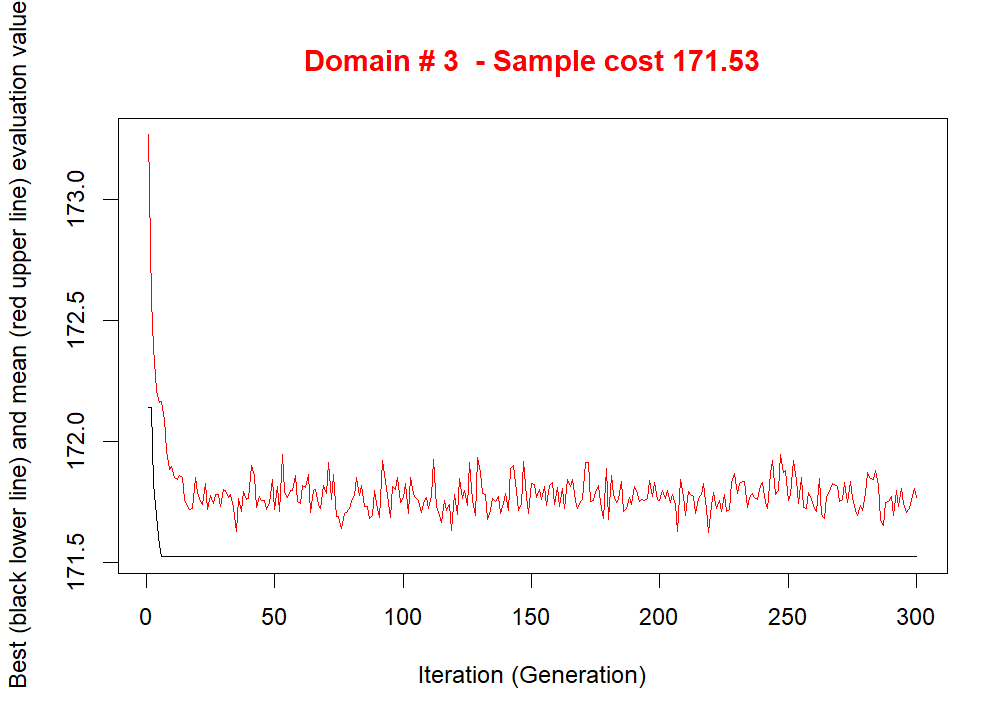 Domain # 3  - Sample cost 171.53
Best (black lower line) and mean (red upper line) evaluation value
173.0
172.5
172.0
171.5
0 50 100 150 200 250 300
Iteration (Generation)